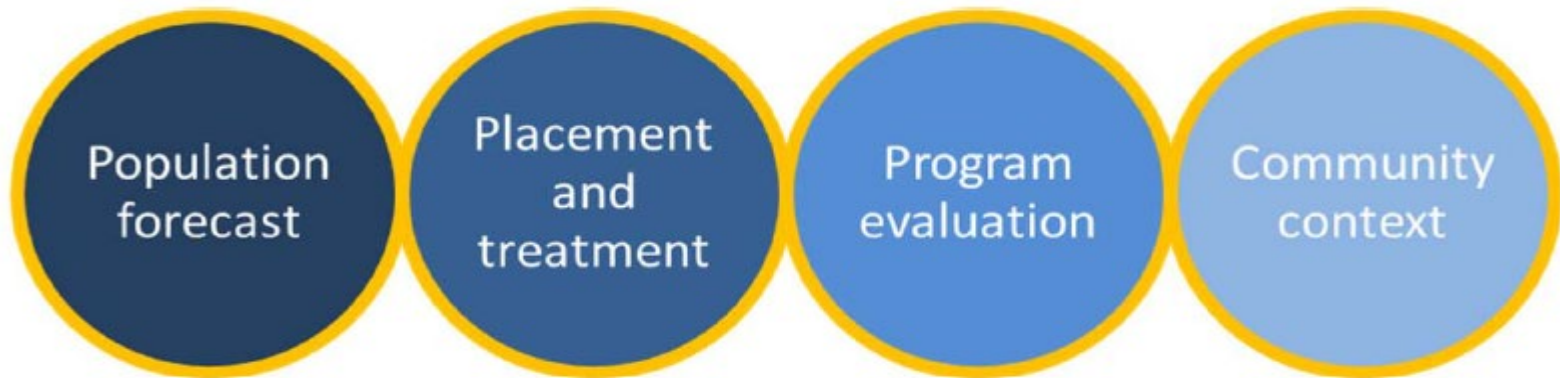 Population
forecast
Placement
and
treatment
Program
evaluation
Community
context